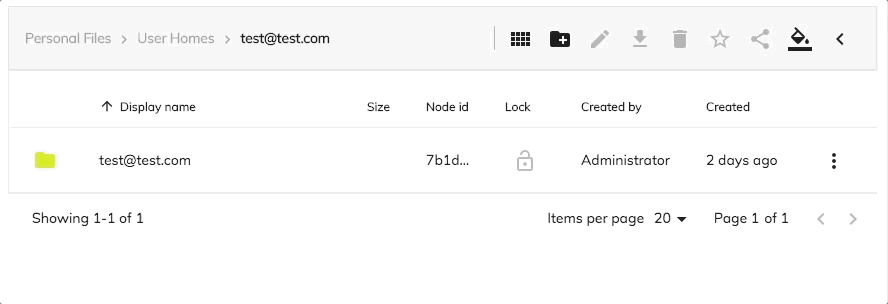 Personal Files > User Homes > test@test.com
Display name Size Node id Lock Created by Created
test@test.com 7b1d... Administrator 2 days ago
Showing 1-1 of 1 Items per page 20 Page 1 of 1